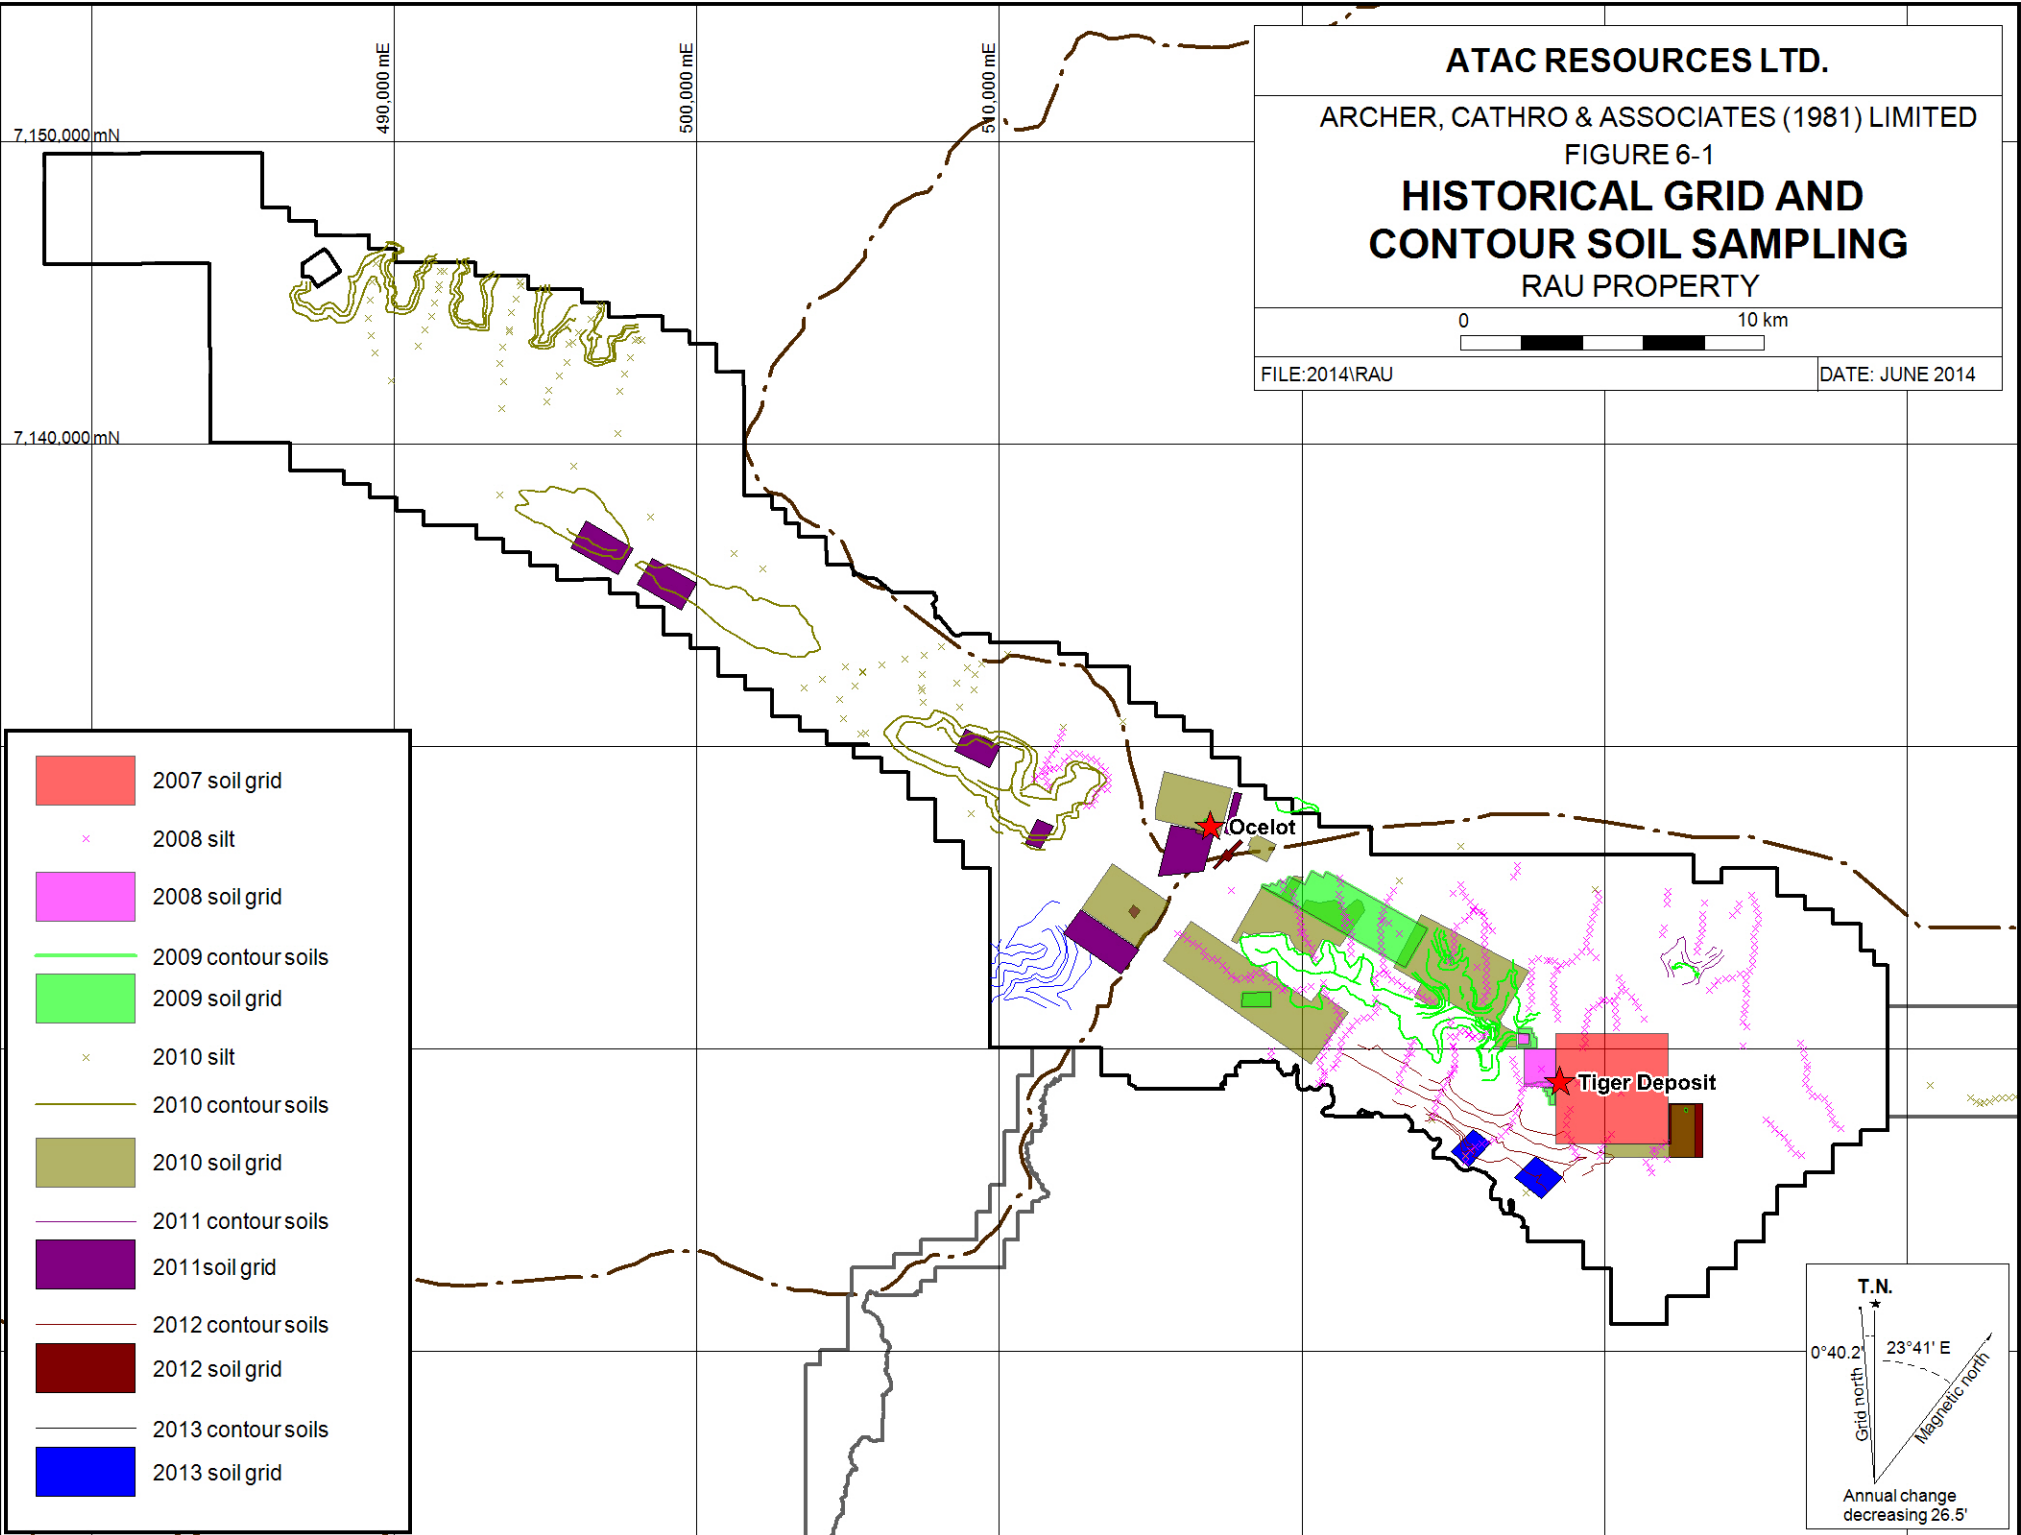 490,000 mE
500,000 mE
510,000 mE
7,150,000 mN
7,140,000 mN
ATAC RESOURCES LTD.
ARCHER, CATHRO & ASSOCIATES (1981) LIMITED
FIGURE 6-1
HISTORICAL GRID AND
CONTOUR SOIL SAMPLING
RAU PROPERTY
0 10 km
FILE:2014\RAU DATE: JUNE 2014
Ocelot
Tiger Deposit
2007 soil grid
2008 silt
2008 soil grid
2009 contour soils
2009 soil grid
2010 silt
2010 contour soils
2010 soil grid
2011 contour soils
2011soil grid
2012 contour soils
2012 soil grid
2013 contour soils
2013 soil grid
T.N.
0°40.2'
23°41' E
Grid north
Magnetic north
Annual change
decreasing 26.5'